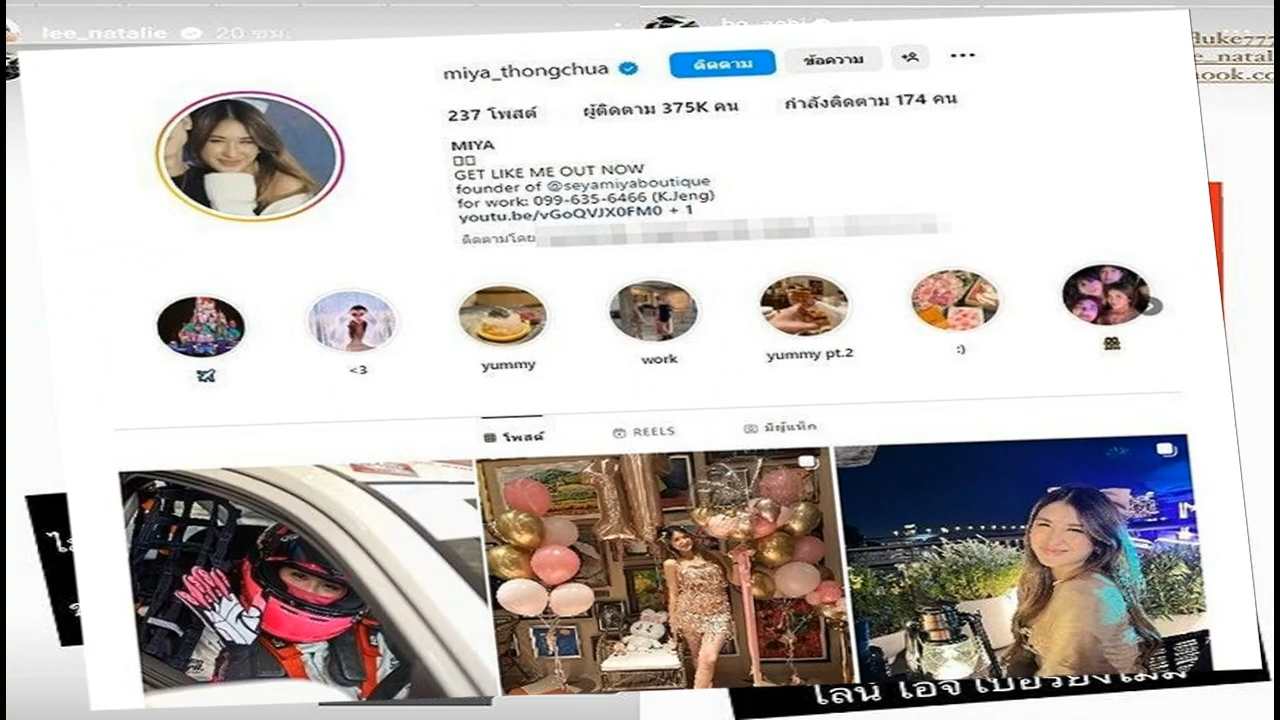 lee_natalie 20 ชม.
miya_thongchua ติดตาม ข้อความ
237 โพสต์ ผู้ติดตาม 375K คน กำลังติดตาม 174 คน
MIYA
GET LIKE ME OUT NOW
founder of @seyamiyaboutique
for work: 099-635-6466 (K.Jeng)
youtu.be/vGoQVJX0FM0 + 1
ติดตามโดย
<3 yummy work yummy pt.2 :)
โพสต์ REELS มีผู้แท็ก